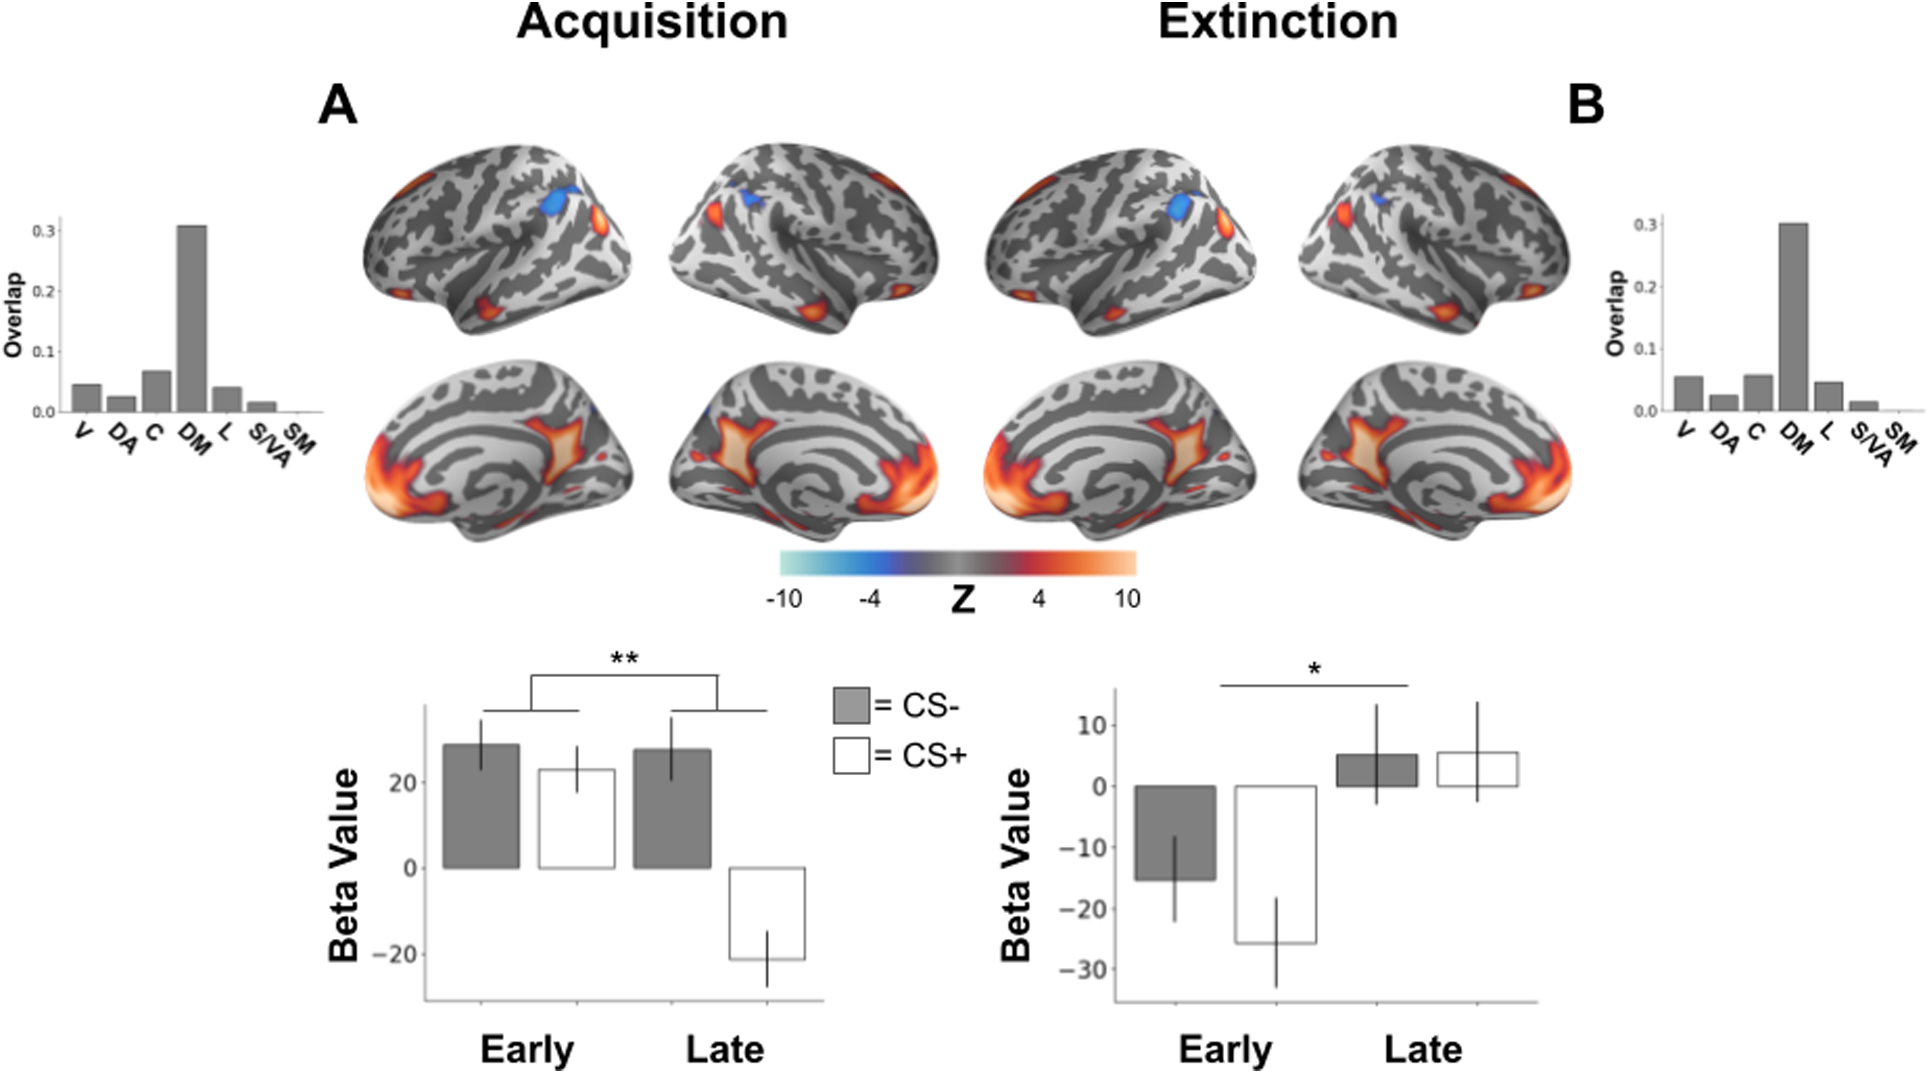 Acquisition
Extinction
A
B
Overlap
0.3
0.2
0.1
0.0
V
DA
C
DM
L
S/VA
SM
Overlap
0.3
0.2
0.1
0.0
V
DA
C
DM
L
S/VA
SM
-10
-4
Z
4
10
**
= CS-
= CS+
Beta Value
20
0
−20
Early
Late
*
Beta Value
10
0
−10
−20
−30
Early
Late